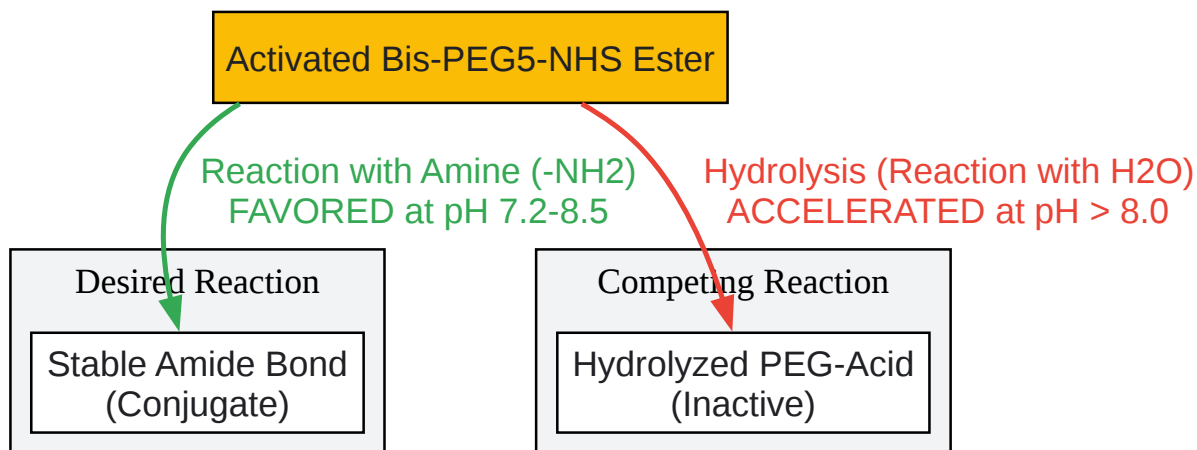 Activated Bis-PEG5-NHS Ester
Reaction with Amine (-NH2)
FAVORED at pH 7.2-8.5
Hydrolysis (Reaction with H2O)
ACCELERATED at pH > 8.0
Desired Reaction
Stable Amide Bond
(Conjugate)
Competing Reaction
Hydrolyzed PEG-Acid
(Inactive)